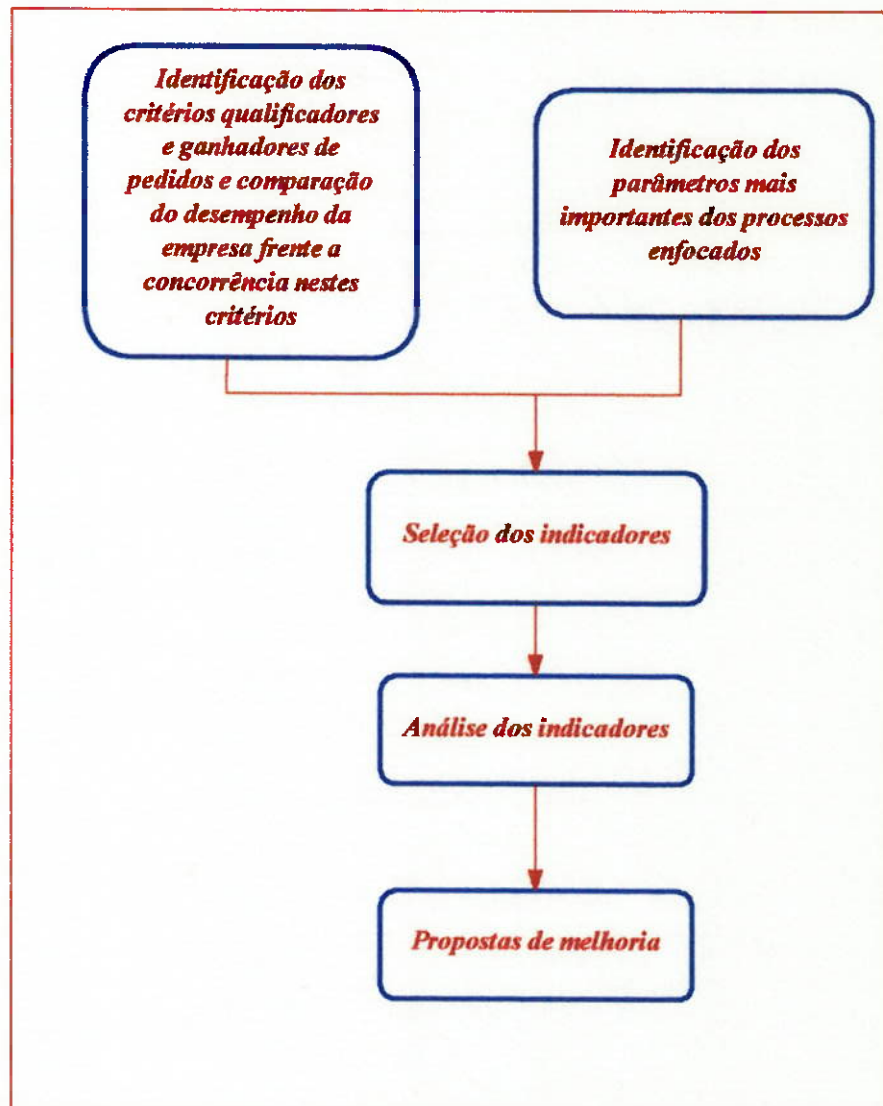 Identificação dos
critérios qualificadores
e ganhadores de
pedidos e comparação
do desempenho da
empresa frente a
concorrência nestes
critérios
Identificação dos
parâmetros mais
importantes dos processos
enfocados
Seleção dos indicadores
Análise dos indicadores
Propostas de melhoria